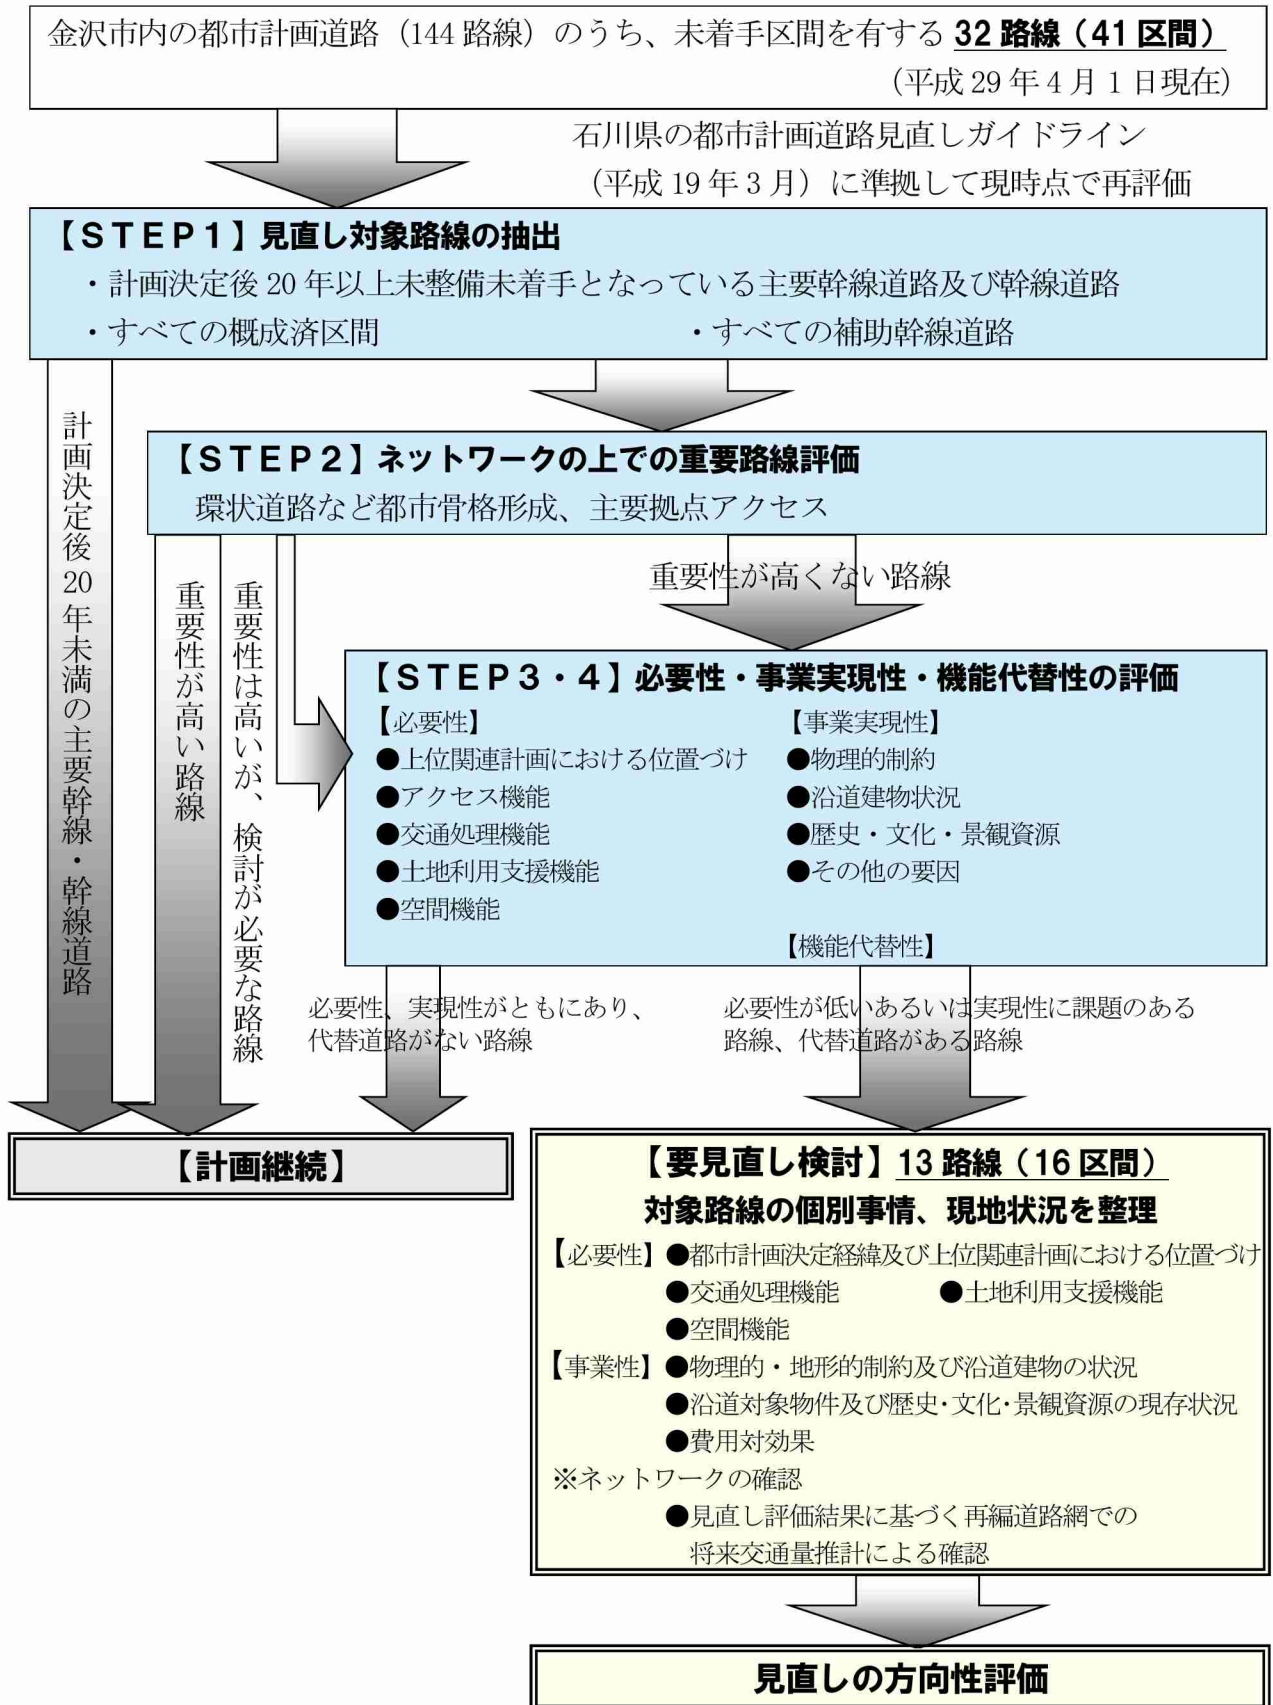 金沢市内の都市計画道路（144 路線）のうち、未着手区間を有する 32 路線（41 区間）
（平成 29 年 4 月 1 日現在）
石川県の都市計画道路見直しガイドライン
（平成 19 年 3 月）に準拠して現時点で再評価
【ＳＴＥＰ１】見直し対象路線の抽出
・計画決定後 20 年以上未整備未着手となっている主要幹線道路及び幹線道路
・すべての概成済区間　・すべての補助幹線道路
計画決定後 20 年未満の主要幹線・幹線道路
【ＳＴＥＰ２】ネットワークの上での重要路線評価
環状道路など都市骨格形成、主要拠点アクセス
重要性が高い路線
重要性は高いが、検討が必要な路線
重要性が高くない路線
【ＳＴＥＰ３・４】必要性・事業実現性・機能代替性の評価
【必要性】
●上位関連計画における位置づけ
●アクセス機能
●交通処理機能
●土地利用支援機能
●空間機能
【事業実現性】
●物理的制約
●沿道建物状況
●歴史・文化・景観資源
●その他の要因
【機能代替性】
必要性、実現性がともにあり、
代替道路がない路線
必要性が低いあるいは実現性に課題のある
路線、代替道路がある路線
【計画継続】
【要見直し検討】13 路線（16 区間）
対象路線の個別事情、現地状況を整理
【必要性】●都市計画決定経緯及び上位関連計画における位置づけ
●交通処理機能　●土地利用支援機能
●空間機能
【事業性】●物理的・地形的制約及び沿道建物の状況
●沿道対象物件及び歴史・文化・景観資源の現存状況
●費用対効果
※ネットワークの確認
●見直し評価結果に基づく再編道路網での
将来交通量推計による確認
見直しの方向性評価